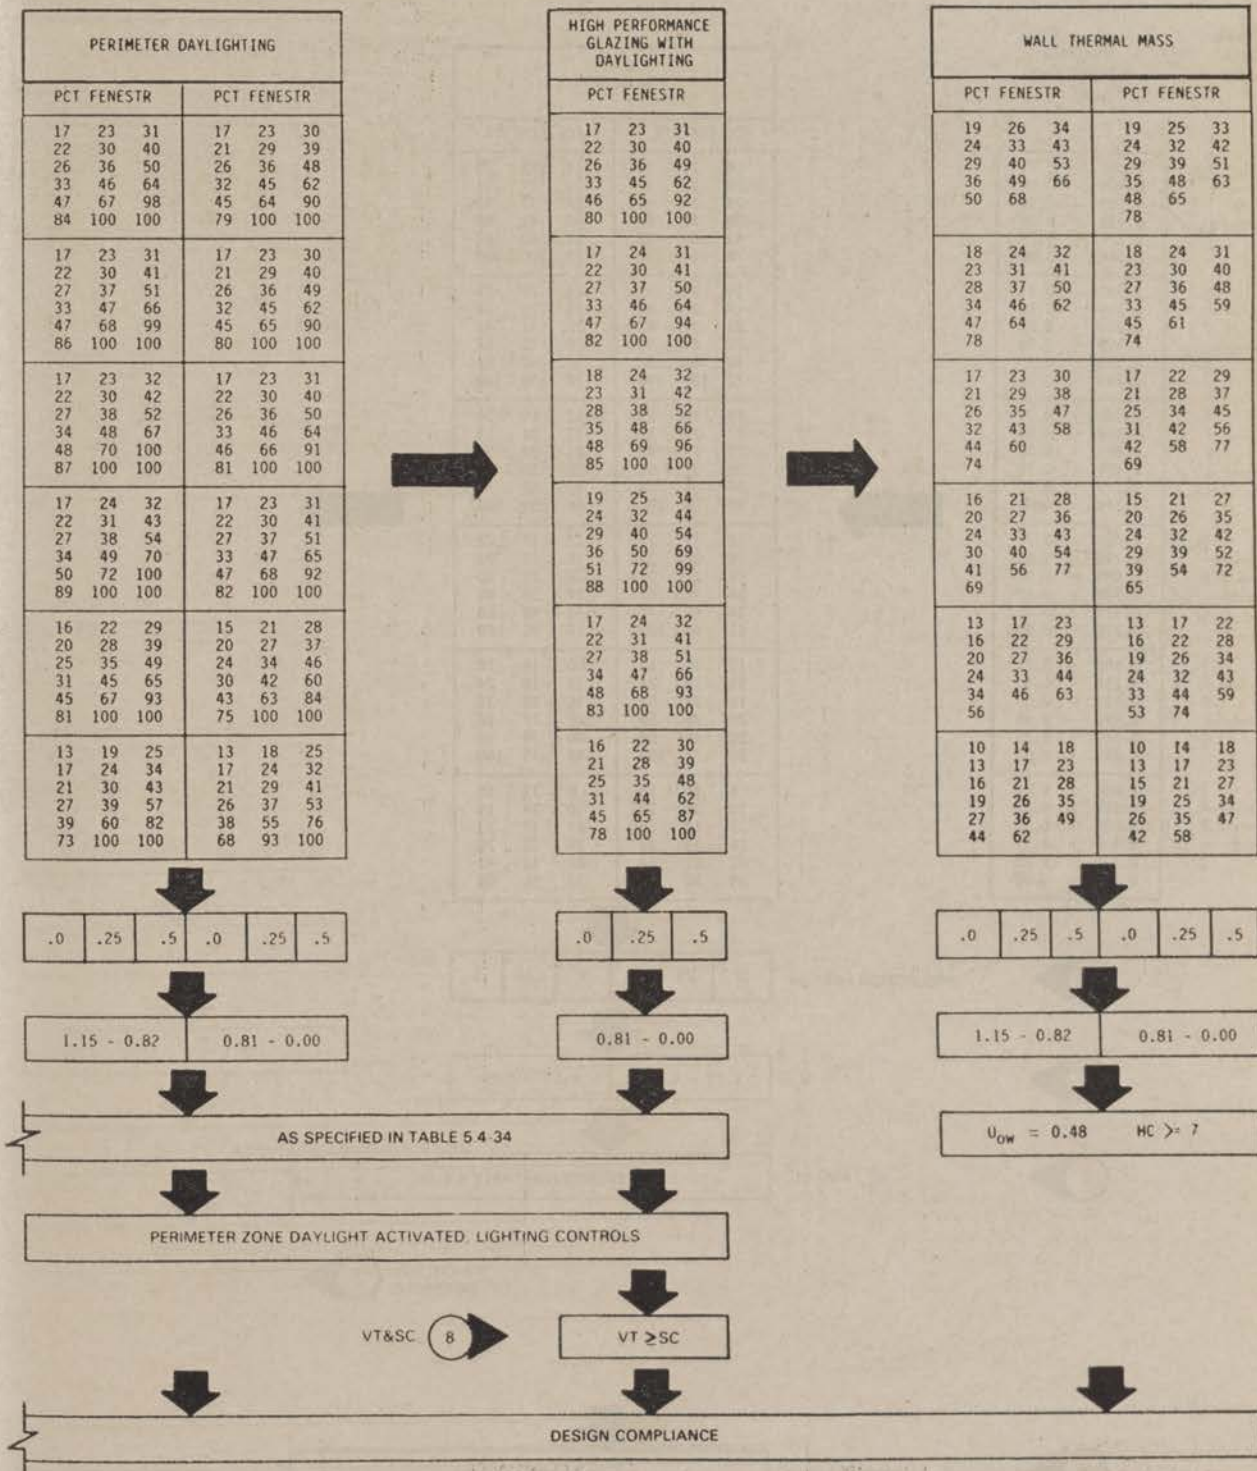 PERIMETER DAYLIGHTING
PCT FENESTR PCT FENESTR
17 23 31 17 23 30
22 30 40 21 29 39
26 36 50 26 36 48
33 46 64 32 45 62
47 67 98 45 64 90
84 100 100 79 100 100
17 23 31 17 23 30
22 30 41 21 29 40
27 37 51 26 36 49
33 47 66 32 45 62
47 68 99 45 65 90
86 100 100 80 100 100
17 23 32 17 23 31
22 30 42 22 30 40
27 38 52 26 36 50
34 48 67 33 46 64
48 70 100 46 66 91
87 100 100 81 100 100
17 24 32 17 23 31
22 31 43 22 30 41
27 38 54 27 37 51
34 49 70 33 47 65
50 72 100 47 68 92
89 100 100 82 100 100
16 22 29 15 21 28
20 28 39 20 27 37
25 35 49 24 34 46
31 45 65 30 42 60
45 67 93 43 63 84
81 100 100 75 100 100
13 19 25 13 18 25
17 24 34 17 24 32
21 30 43 21 29 41
27 39 57 26 37 53
39 60 82 38 55 76
73 100 100 68 93 100
.0 .25 .5 .0 .25 .5
1.15 - 0.82 0.81 - 0.00
HIGH PERFORMANCE
GLAZING WITH
DAYLIGHTING
PCT FENESTR
17 23 31
22 30 40
26 36 49
33 45 62
46 65 92
80 100 100
17 24 31
22 30 41
27 37 50
33 46 64
47 67 94
82 100 100
18 24 32
23 31 42
28 38 52
35 48 66
48 69 96
85 100 100
19 25 34
24 32 44
29 40 54
36 50 69
51 72 99
88 100 100
17 24 32
22 31 41
27 38 51
34 47 66
48 68 93
83 100 100
16 22 30
21 28 39
25 35 48
31 44 62
45 65 87
78 100 100
.0 .25 .5
0.81 - 0.00
WALL THERMAL MASS
PCT FENESTR PCT FENESTR
19 26 34 19 25 33
24 33 43 24 32 42
29 40 53 29 39 51
36 49 66 35 48 63
50 68 48 65
78
18 24 32 18 24 31
23 31 41 23 30 40
28 37 50 27 36 48
34 46 62 33 45 59
47 64 45 61
78 74
17 23 30 17 22 29
21 29 38 21 28 37
26 35 47 25 34 45
32 43 58 31 42 56
44 60 42 58 77
74 69
16 21 28 15 21 27
20 27 36 20 26 35
24 33 43 24 32 42
30 40 54 29 39 52
41 56 77 39 54 72
69 65
13 17 23 13 17 22
16 22 29 16 22 28
20 27 36 19 26 34
24 33 44 24 32 43
34 46 63 33 44 59
56 53 74
10 14 18 10 14 18
13 17 23 13 17 23
16 21 28 15 21 27
19 26 35 19 25 34
27 36 49 26 35 47
44 62 42 58
.0 .25 .5 .0 .25 .5
1.15 - 0.82 0.81 - 0.00
U_OW = 0.48 HC >= 7
AS SPECIFIED IN TABLE 5.4-34
PERIMETER ZONE DAYLIGHT ACTIVATED LIGHTING CONTROLS
VT&SC 8 VT ≥ SC
DESIGN COMPLIANCE